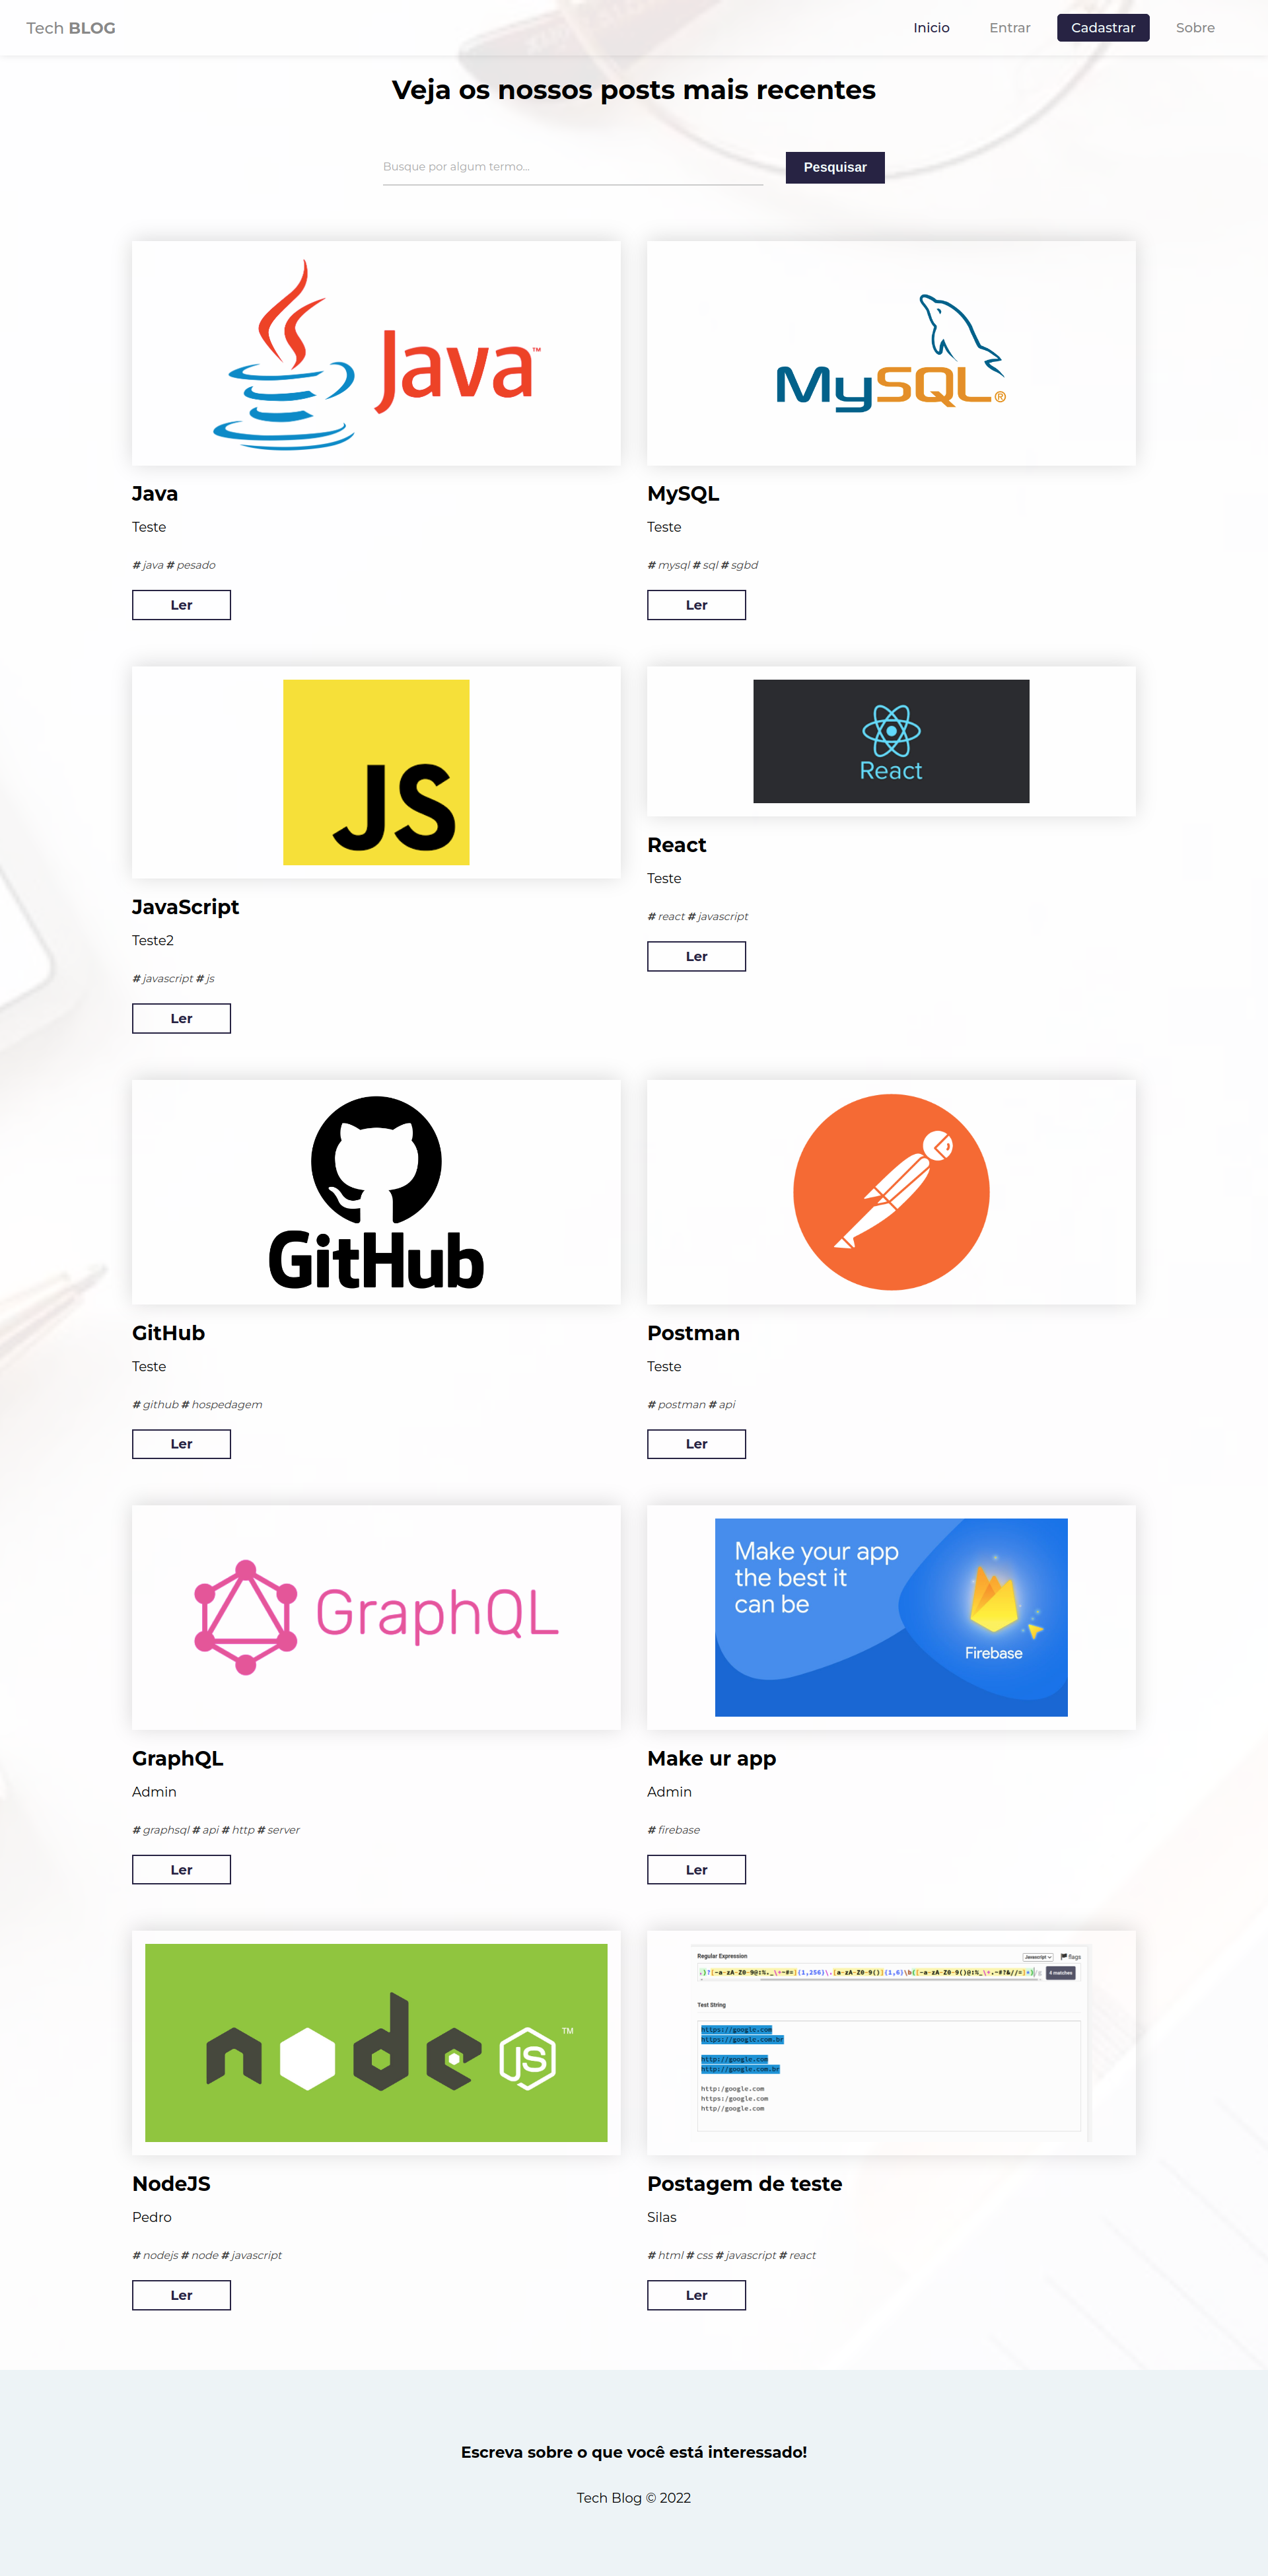 Tech BLOG
Inicio
Entrar
Cadastrar
Sobre
Veja os nossos posts mais recentes
Busque por algum termo...
Pesquisar
Java™
MySQL®
Java
Teste
# java # pesado
Ler
MySQL
Teste
# mysql # sql # sgbd
Ler
JS
React
JavaScript
Teste2
# javascript # js
Ler
React
Teste
# react # javascript
Ler
GitHub
GitHub
Teste
# github # hospedagem
Ler
Postman
Teste
# postman # api
Ler
GraphQL
Make your app
the best it
can be
Firebase
GraphQL
Admin
# graphsql # api # http # server
Ler
Make ur app
Admin
# firebase
Ler
node JS TM
Regular Expression
Javascript
flags
4 matches
Test String
https://google.com
https://google.com.br
http://google.com
http://google.com.br
http:/google.com
https:/google.com
http//google.com
NodeJS
Pedro
# nodejs # node # javascript
Ler
Postagem de teste
Silas
# html # css # javascript # react
Ler
Escreva sobre o que você está interessado!
Tech Blog © 2022